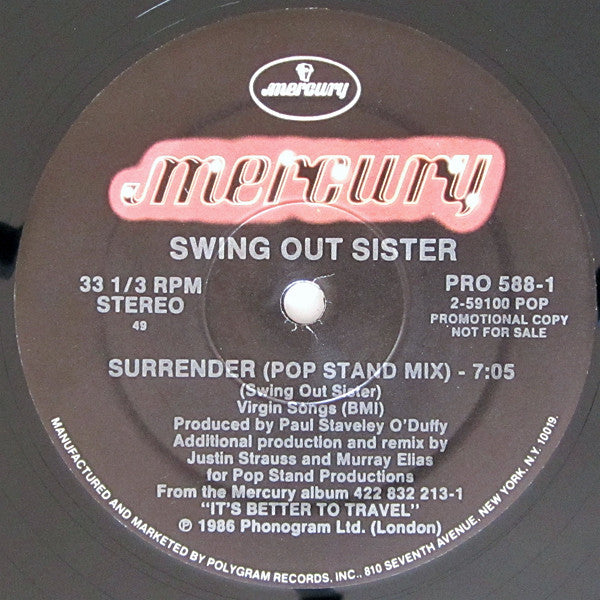 mercury
mercury
SWING OUT SISTER
33 1/3 RPM
STEREO
49
PRO 588-1
2-59100 POP
PROMOTIONAL COPY
NOT FOR SALE
SURRENDER (POP STAND MIX) - 7:05
(Swing Out Sister)
Virgin Songs (BMI)
Produced by Paul Staveley O'Duffy
Additional production and remix by
Justin Strauss and Murray Elias
for Pop Stand Productions
From the Mercury album 422 832 213-1
"IT'S BETTER TO TRAVEL"
℗ 1986 Phonogram Ltd. (London)
MANUFACTURED AND MARKETED BY POLYGRAM RECORDS, INC., 810 SEVENTH AVENUE, NEW YORK, N.Y. 10019.